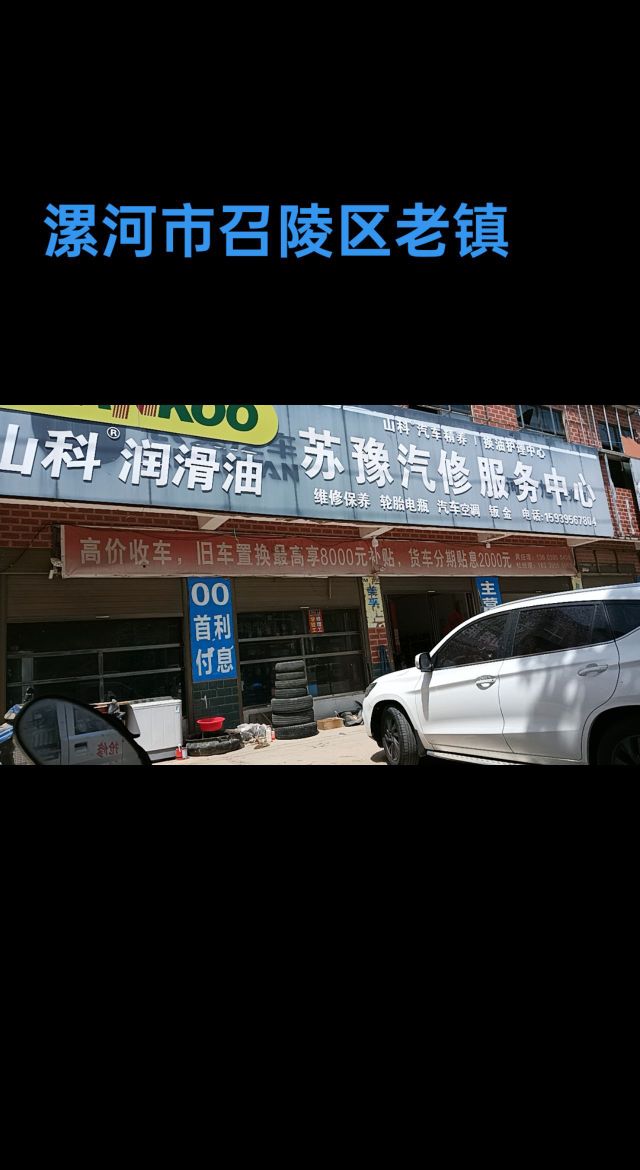 漯河市召陵区老镇
山科®润滑油
苏豫汽修服务中心
山科 汽车精养 | 换油护理中心
维修保养 轮胎电瓶 汽车空调 钣金 电话:15939567804
高价收车,旧车置换最高享8000元补贴,货车分期贴息2000元
00
首利
付息
主营
抢修